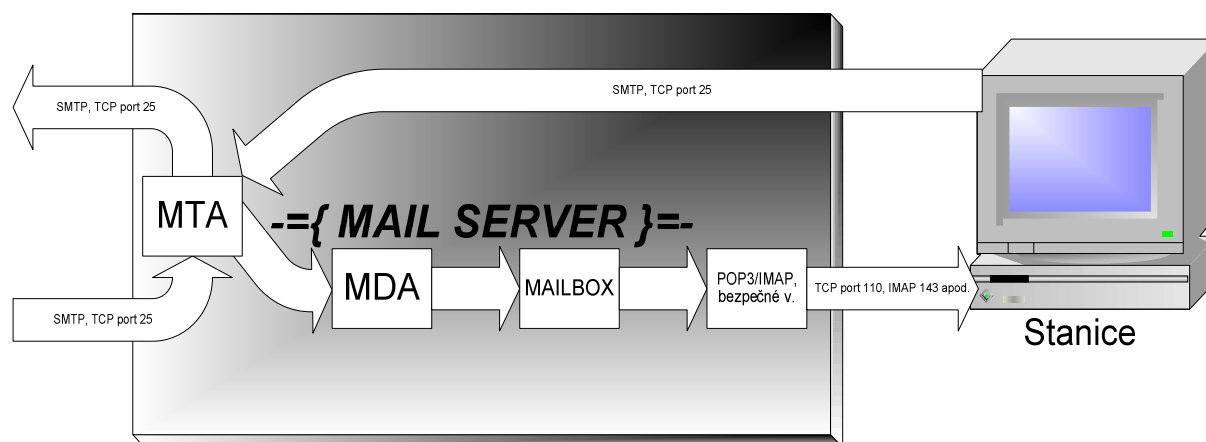 SMTP, TCP port 25
SMTP, TCP port 25
MTA
-={ MAIL SERVER }=-
MDA
MAILBOX
POP3/IMAP,
bezpečné v.
TCP port 110, IMAP 143 apod.
SMTP, TCP port 25
Stanice